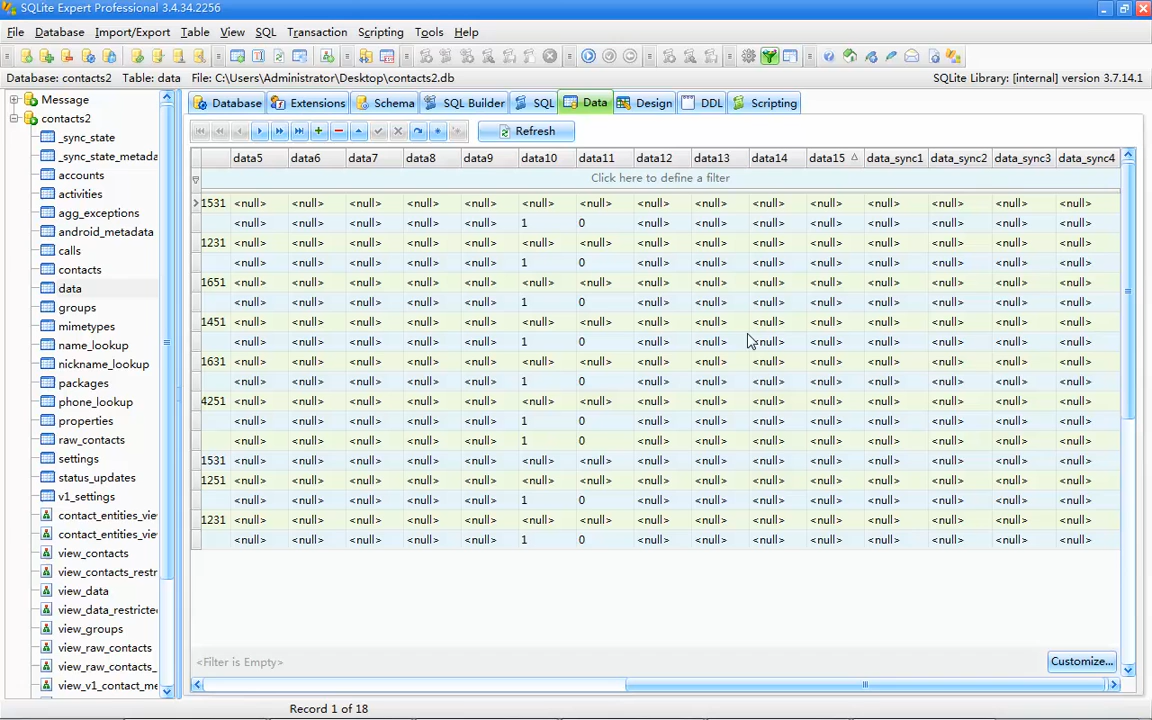 SQLite Expert Professional 3.4.34.2256
File Database Import/Export Table View SQL Transaction Scripting Tools Help
Database: contacts2 Table: data File: C:\Users\Administrator\Desktop\contacts2.db SQLite Library: [internal] version 3.7.14.1
Message
contacts2
_sync_state
_sync_state_metada
accounts
activities
agg_exceptions
android_metadata
calls
contacts
data
groups
mimetypes
name_lookup
nickname_lookup
packages
phone_lookup
properties
raw_contacts
settings
status_updates
v1_settings
contact_entities_vie
contact_entities_vie
view_contacts
view_contacts_restr
view_data
view_data_restricte
view_groups
view_raw_contacts
view_raw_contacts_
view_v1_contact_me
Database Extensions Schema SQL Builder SQL Data Design DDL Scripting
Refresh
data5 data6 data7 data8 data9 data10 data11 data12 data13 data14 data15 data_sync1 data_sync2 data_sync3 data_sync4
Click here to define a filter
1531 <null> <null> <null> <null> <null> <null> <null> <null> <null> <null> <null> <null> <null> <null> <null>
<null> <null> <null> <null> <null> 1 0 <null> <null> <null> <null> <null> <null> <null> <null>
1231 <null> <null> <null> <null> <null> <null> <null> <null> <null> <null> <null> <null> <null> <null> <null>
<null> <null> <null> <null> <null> 1 0 <null> <null> <null> <null> <null> <null> <null> <null>
1651 <null> <null> <null> <null> <null> <null> <null> <null> <null> <null> <null> <null> <null> <null> <null>
<null> <null> <null> <null> <null> 1 0 <null> <null> <null> <null> <null> <null> <null> <null>
1451 <null> <null> <null> <null> <null> <null> <null> <null> <null> <null> <null> <null> <null> <null> <null>
<null> <null> <null> <null> <null> 1 0 <null> <null> <null> <null> <null> <null> <null> <null>
1631 <null> <null> <null> <null> <null> <null> <null> <null> <null> <null> <null> <null> <null> <null> <null>
<null> <null> <null> <null> <null> 1 0 <null> <null> <null> <null> <null> <null> <null> <null>
4251 <null> <null> <null> <null> <null> <null> <null> <null> <null> <null> <null> <null> <null> <null> <null>
<null> <null> <null> <null> <null> 1 0 <null> <null> <null> <null> <null> <null> <null> <null>
<null> <null> <null> <null> <null> 1 0 <null> <null> <null> <null> <null> <null> <null> <null>
1531 <null> <null> <null> <null> <null> <null> <null> <null> <null> <null> <null> <null> <null> <null> <null>
1251 <null> <null> <null> <null> <null> <null> <null> <null> <null> <null> <null> <null> <null> <null> <null>
<null> <null> <null> <null> <null> 1 0 <null> <null> <null> <null> <null> <null> <null> <null>
1231 <null> <null> <null> <null> <null> <null> <null> <null> <null> <null> <null> <null> <null> <null> <null>
<null> <null> <null> <null> <null> 1 0 <null> <null> <null> <null> <null> <null> <null> <null>
<Filter is Empty> Customize...
Record 1 of 18